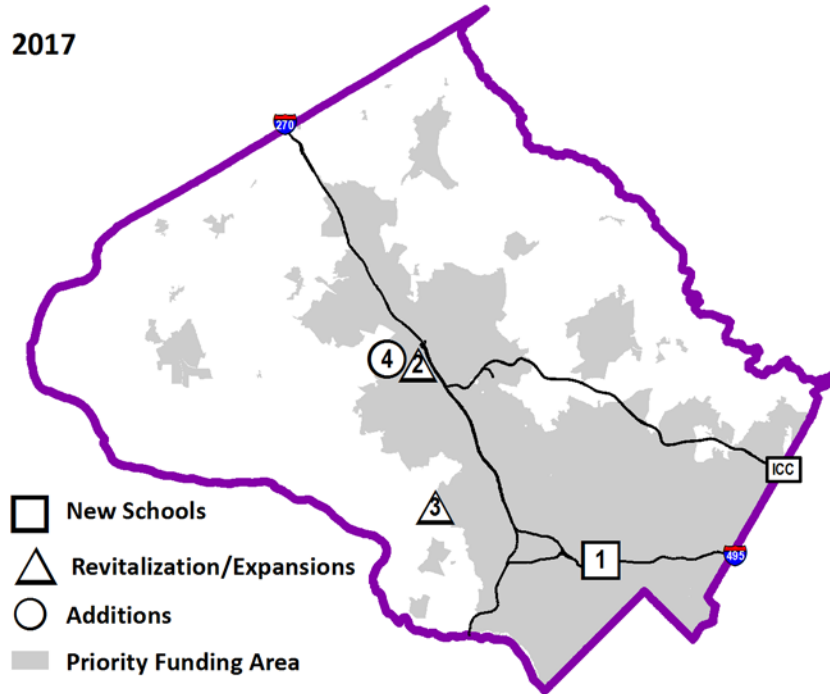 2017
270
4
2
3
ICC
1
495
New Schools
Revitalization/Expansions
Additions
Priority Funding Area